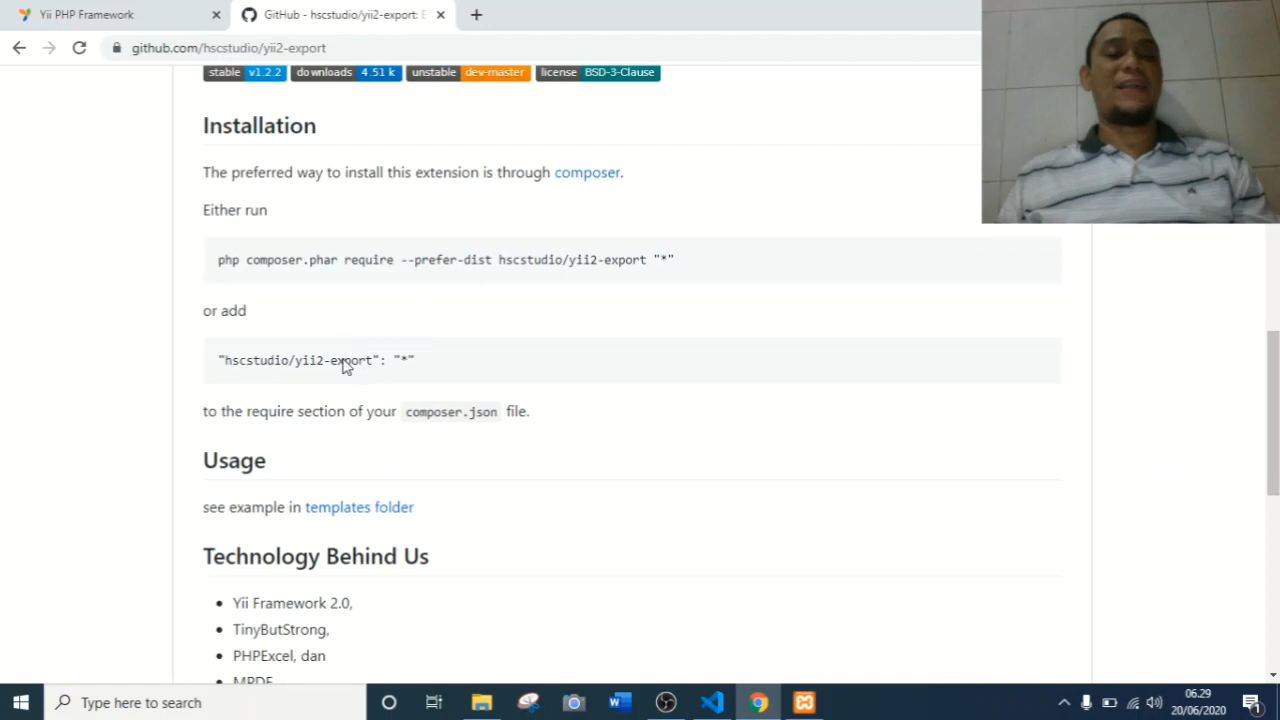 Yii PHP Framework
GitHub - hscstudio/yii2-export: E
github.com/hscstudio/yii2-export
stable v1.2.2 downloads 4.51 k unstable dev-master license BSD-3-Clause
Installation
The preferred way to install this extension is through composer.
Either run
php composer.phar require --prefer-dist hscstudio/yii2-export "*"
or add
"hscstudio/yii2-export": "*"
to the require section of your composer.json file.
Usage
see example in templates folder
Technology Behind Us
Yii Framework 2.0,
TinyButStrong,
PHPExcel, dan
MPDF
Type here to search
06.29
20/06/2020
1